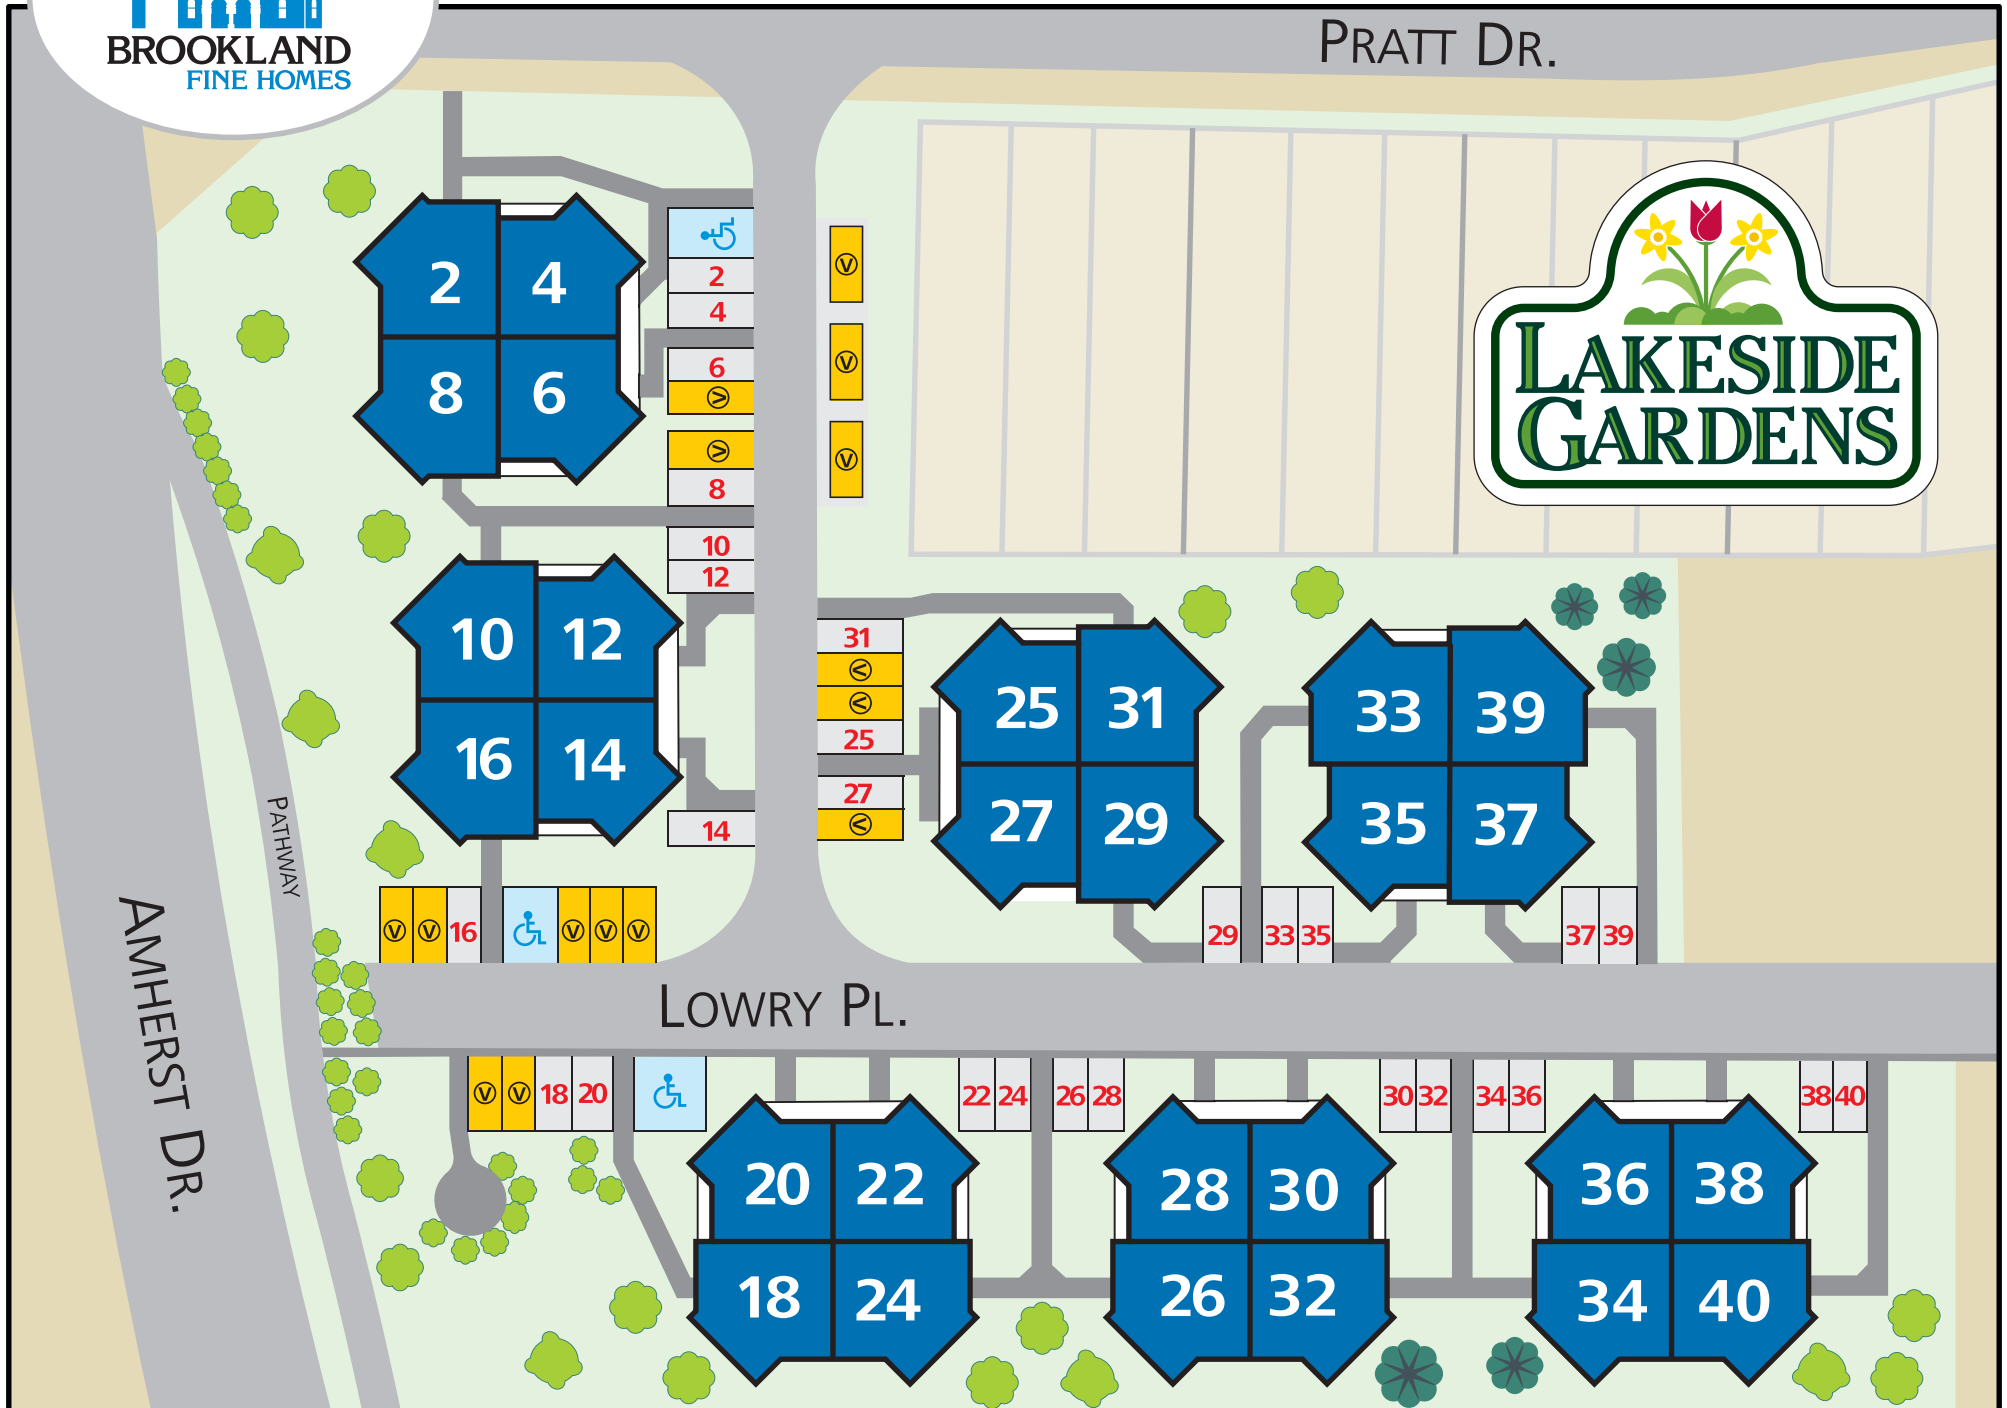 BROOKLAND
FINE HOMES
PRATT DR.
LAKESIDE
GARDENS
2
4
8
6
2
4
6
V
V
8
10
12
V
V
V
10
12
16
14
14
31
V
V
25
27
V
25
31
27
29
33
39
35
37
PATHWAY
V
V
16
V
V
V
29
33
35
37
39
AMHERST DR.
LOWRY PL.
V
V
18
20
22
24
26
28
30
32
34
36
38
40
20
22
18
24
28
30
26
32
36
38
34
40